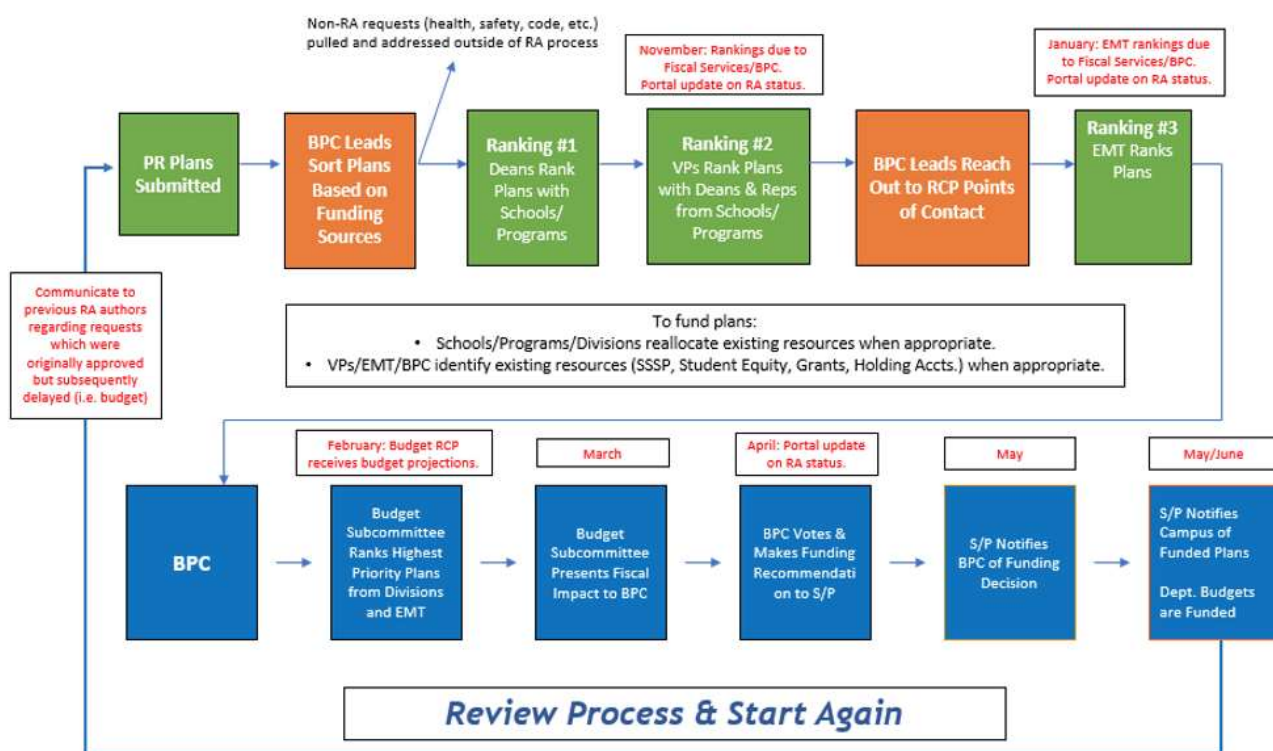 Non-RA requests (health, safety, code, etc.)
pulled and addressed outside of RA process
November: Rankings due to
Fiscal Services/BPC.
Portal update on RA status.
January: EMT rankings due
to Fiscal Services/BPC.
Portal update on RA status.
PR Plans
Submitted
BPC Leads
Sort Plans
Based on
Funding
Sources
Ranking #1
Deans Rank
Plans with
Schools/
Programs
Ranking #2
VPs Rank Plans
with Deans & Reps
from Schools/
Programs
BPC Leads Reach
Out to RCP Points
of Contact
Ranking #3
EMT Ranks
Plans
Communicate to
previous RA authors
regarding requests
which were
originally approved
but subsequently
delayed (i.e. budget)
To fund plans:
• Schools/Programs/Divisions reallocate existing resources when appropriate.
• VPs/EMT/BPC identify existing resources (SSSP, Student Equity, Grants, Holding Accts.) when appropriate.
February: Budget RCP
receives budget projections.
March
April: Portal update
on RA status.
May
May/June
BPC
Budget
Subcommittee
Ranks Highest
Priority Plans
from Divisions
and EMT
Budget
Subcommittee
Presents Fiscal
Impact to BPC
BPC Votes &
Makes Funding
Recommendati
on to S/P
S/P Notifies
BPC of Funding
Decision
S/P Notifies
Campus of
Funded Plans
Dept. Budgets
are Funded
Review Process & Start Again